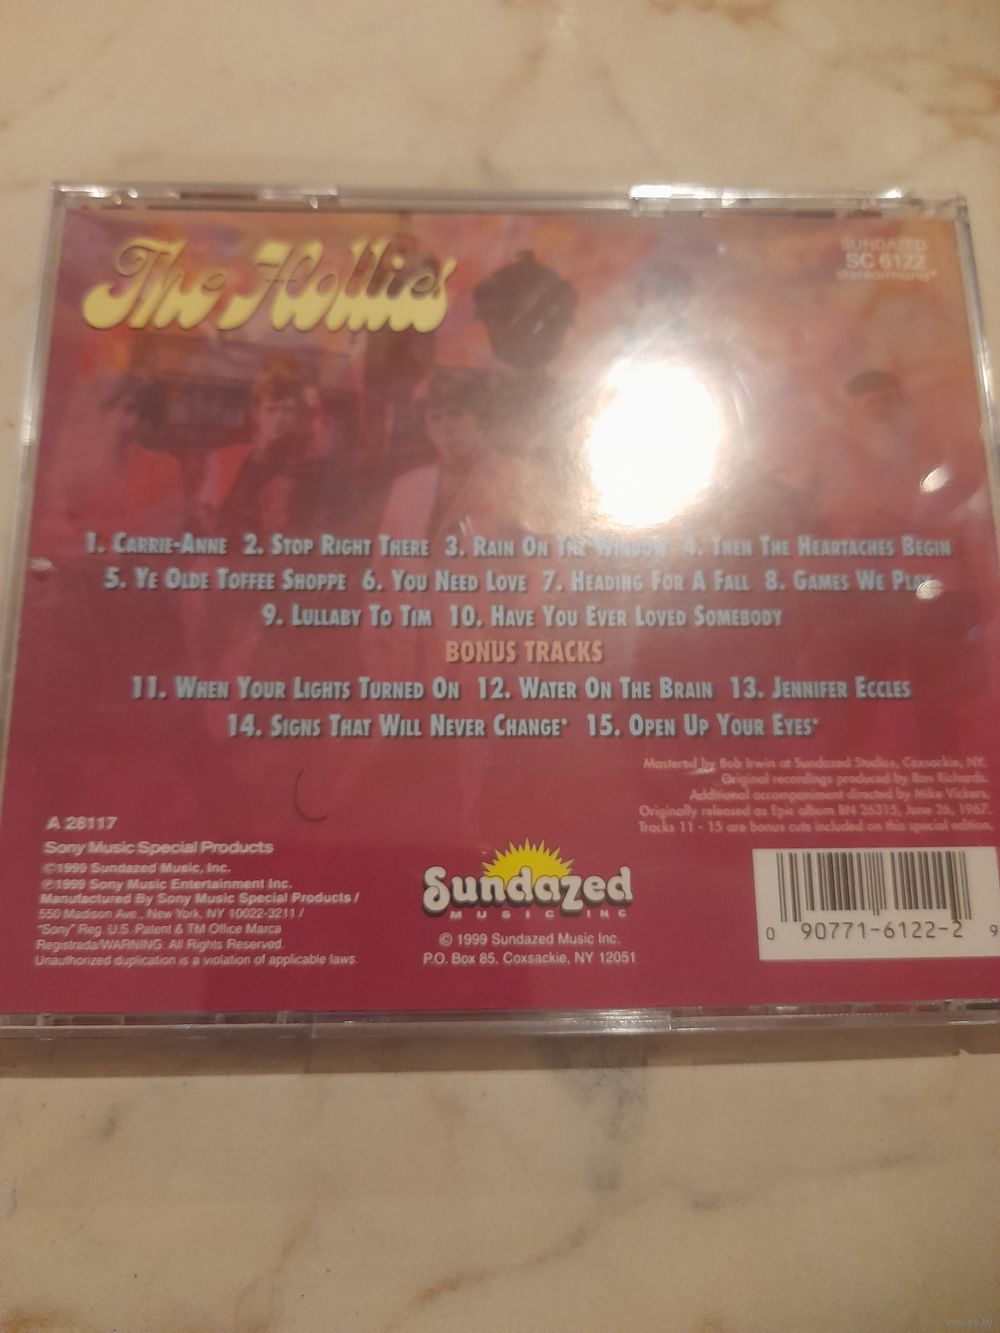 The Hollies
SUNDAZED
SC 6122
stereo/mono*
1. CARRIE-ANNE 2. STOP RIGHT THERE 3. RAIN ON THE WINDOW 4. THEN THE HEARTACHES BEGIN
5. YE OLDE TOFFEE SHOPPE 6. YOU NEED LOVE 7. HEADING FOR A FALL 8. GAMES WE PLAY
9. LULLABY TO TIM 10. HAVE YOU EVER LOVED SOMEBODY
BONUS TRACKS
11. WHEN YOUR LIGHTS TURNED ON 12. WATER ON THE BRAIN 13. JENNIFER ECCLES
14. SIGNS THAT WILL NEVER CHANGE* 15. OPEN UP YOUR EYES*
Mastered by Bob Irwin at Sundazed Studios, Coxsackie, NY.
Original recordings produced by Ron Richards.
Additional accompaniment directed by Mike Vickers.
Originally released as Epic album BN 26315, June 26, 1967.
Tracks 11 - 15 are bonus cuts included on this special edition.
A 28117
Sony Music Special Products
©1999 Sundazed Music, Inc.
℗1999 Sony Music Entertainment Inc.
Manufactured By Sony Music Special Products /
550 Madison Ave., New York, NY 10022-3211 /
"Sony" Reg. U.S. Patent & TM Office Marca
Registrada/WARNING: All Rights Reserved.
Unauthorized duplication is a violation of applicable laws.
Sundazed
MUSIC INC
© 1999 Sundazed Music Inc.
P.O. Box 85, Coxsackie, NY 12051
0 90771-6122-2 9
www.ay.by